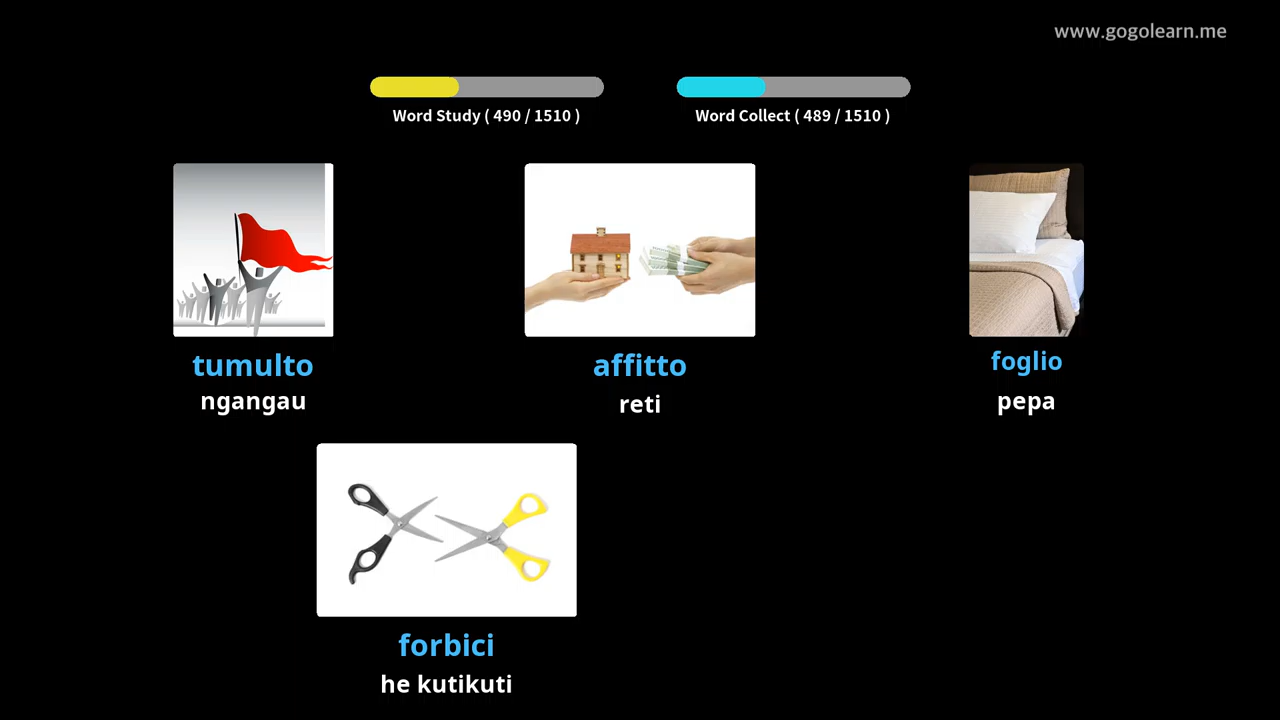 www.gogolearn.me
Word Study ( 490 / 1510 )
Word Collect ( 489 / 1510 )
tumulto
ngangau
affitto
reti
foglio
pepa
forbici
he kutikuti